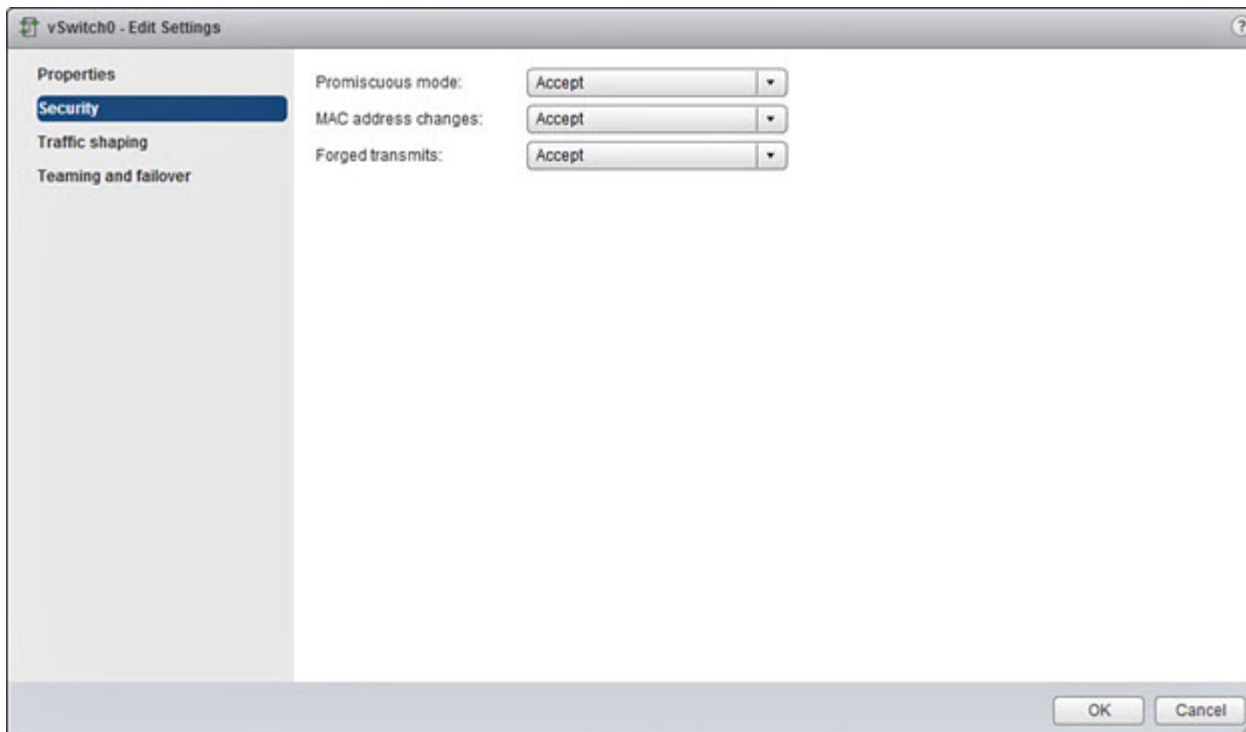 vSwitch0 - Edit Settings
?
Properties
Security
Traffic shaping
Teaming and failover
Promiscuous mode: Accept
MAC address changes: Accept
Forged transmits: Accept
OK Cancel